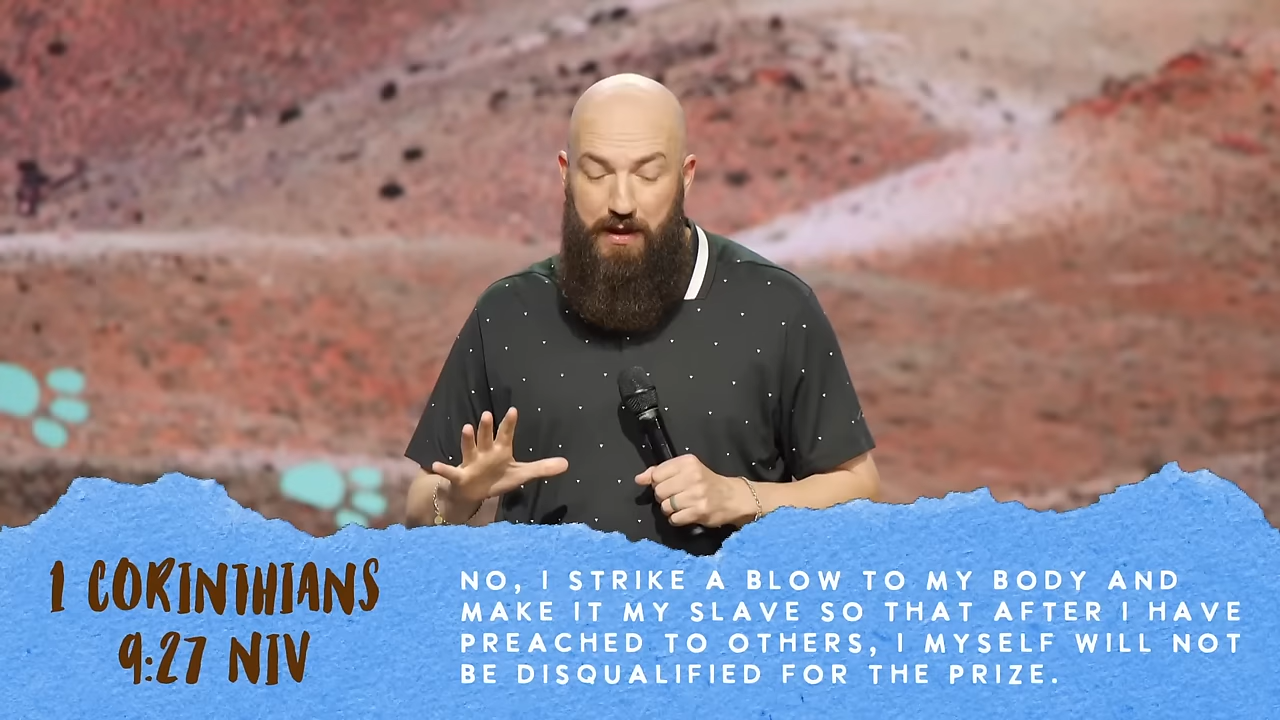 1 CORINTHIANS
9:27 NIV
NO, I STRIKE A BLOW TO MY BODY AND
MAKE IT MY SLAVE SO THAT AFTER I HAVE
PREACHED TO OTHERS, I MYSELF WILL NOT
BE DISQUALIFIED FOR THE PRIZE.